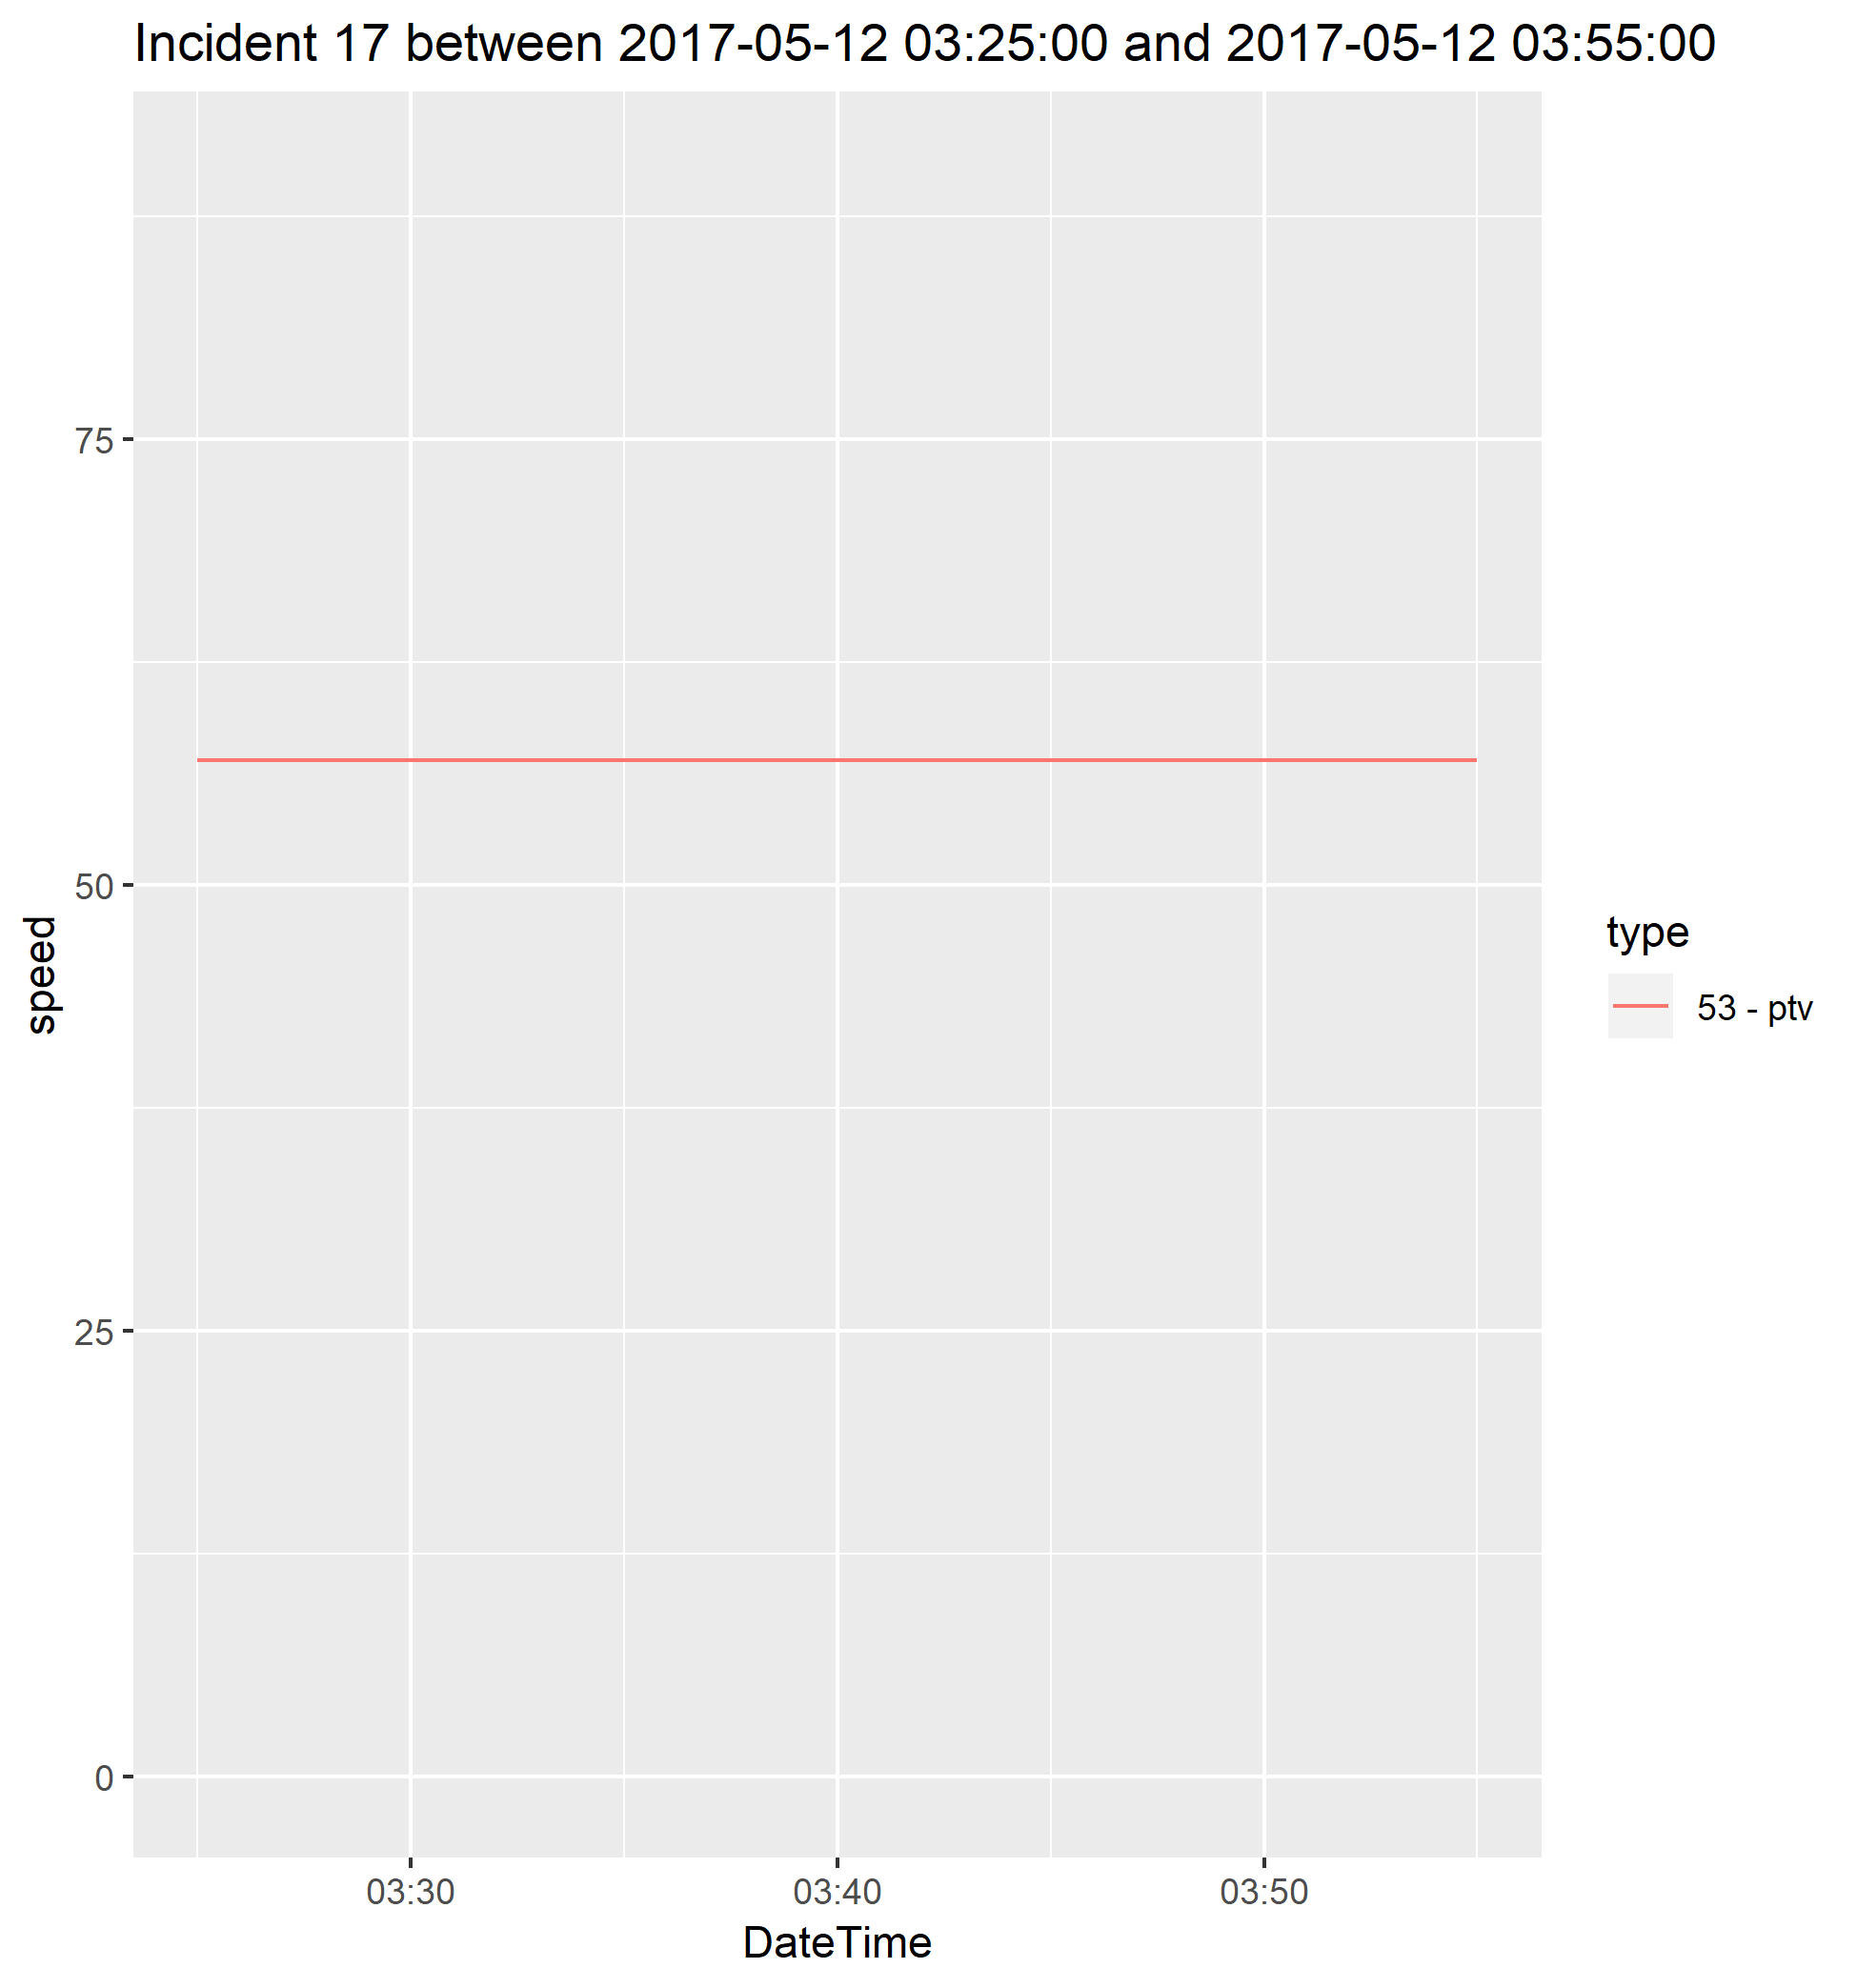 Incident 17 between 2017-05-12 03:25:00 and 2017-05-12 03:55:00
75
50
25
0
speed
03:30 03:40 03:50
DateTime
type
53 - ptv